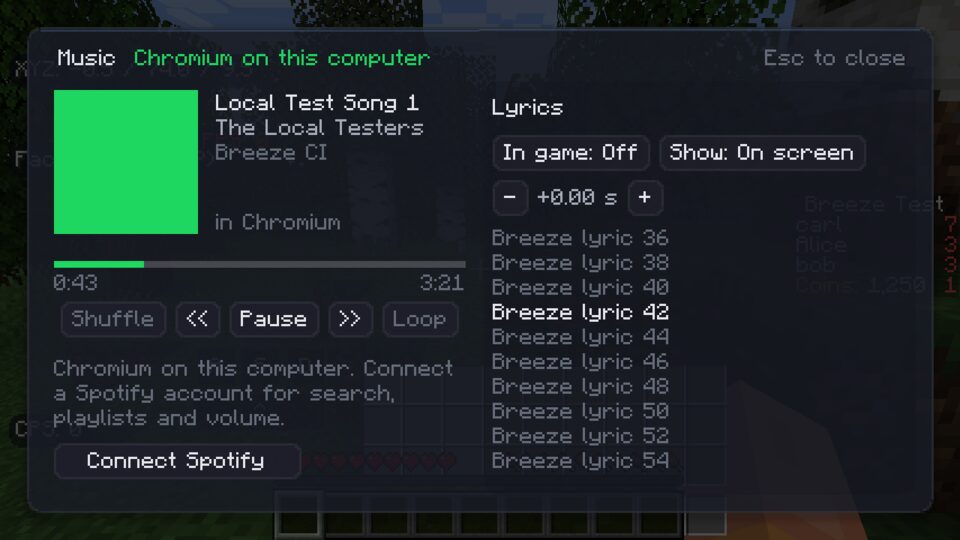 Music Chromium on this computer
Esc to close
Local Test Song 1
The Local Testers
Breeze CI
in Chromium
0:43
3:21
Shuffle
<<
Pause
>>
Loop
Chromium on this computer. Connect
a Spotify account for search,
playlists and volume.
Connect Spotify
Lyrics
In game: Off
Show: On screen
- +0.00 s +
Breeze lyric 36
Breeze lyric 38
Breeze lyric 40
Breeze lyric 42
Breeze lyric 44
Breeze lyric 46
Breeze lyric 48
Breeze lyric 50
Breeze lyric 52
Breeze lyric 54
Breeze Test
carl 7
Alice 3
bob 3
Coins: 1,250 1